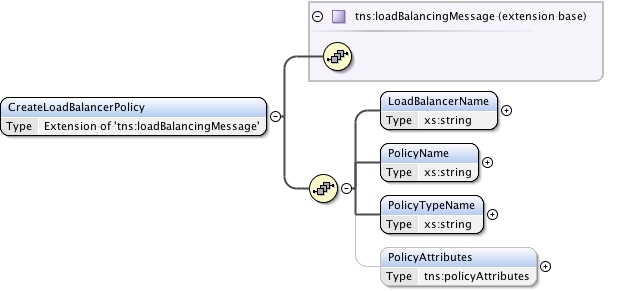 tns:loadBalancingMessage (extension base)
CreateLoadBalancerPolicy
Type Extension of 'tns:loadBalancingMessage'
LoadBalancerName
Type xs:string
PolicyName
Type xs:string
PolicyTypeName
Type xs:string
PolicyAttributes
Type tns:policyAttributes